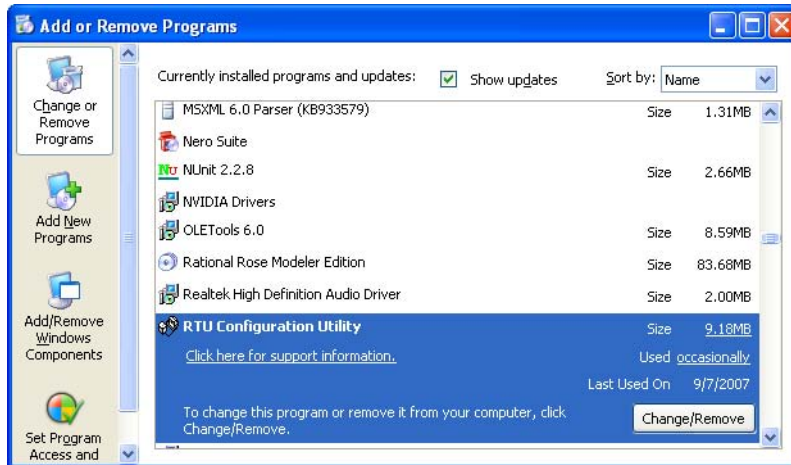 Add or Remove Programs
Change or
Remove
Programs
Add New
Programs
Add/Remove
Windows
Components
Set Program
Access and
Currently installed programs and updates: Show updates Sort by: Name
MSXML 6.0 Parser (KB933579) Size 1.31MB
Nero Suite
Nu NUnit 2.2.8 Size 2.66MB
NVIDIA Drivers
OLETools 6.0 Size 8.59MB
Rational Rose Modeler Edition Size 83.68MB
Realtek High Definition Audio Driver Size 2.00MB
RTU Configuration Utility Size 9.18MB
Click here for support information. Used occasionally
Last Used On 9/7/2007
To change this program or remove it from your computer, click
Change/Remove. Change/Remove